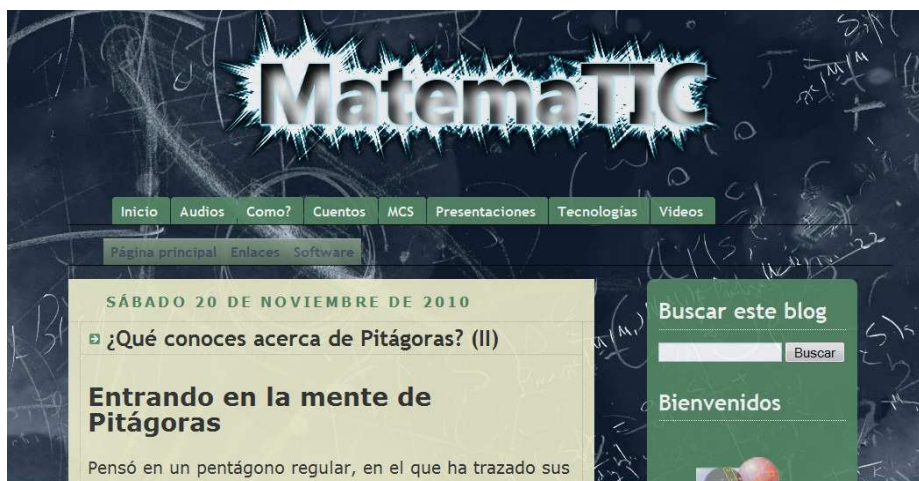 MatemaTIC
Inicio Audios Como? Cuentos MCS Presentaciones Tecnologías Videos
Página principal Enlaces Software
SÁBADO 20 DE NOVIEMBRE DE 2010
¿Qué conoces acerca de Pitágoras? (II)
Entrando en la mente de
Pitágoras
Pensó en un pentágono regular, en el que ha trazado sus
Buscar este blog
Buscar
Bienvenidos